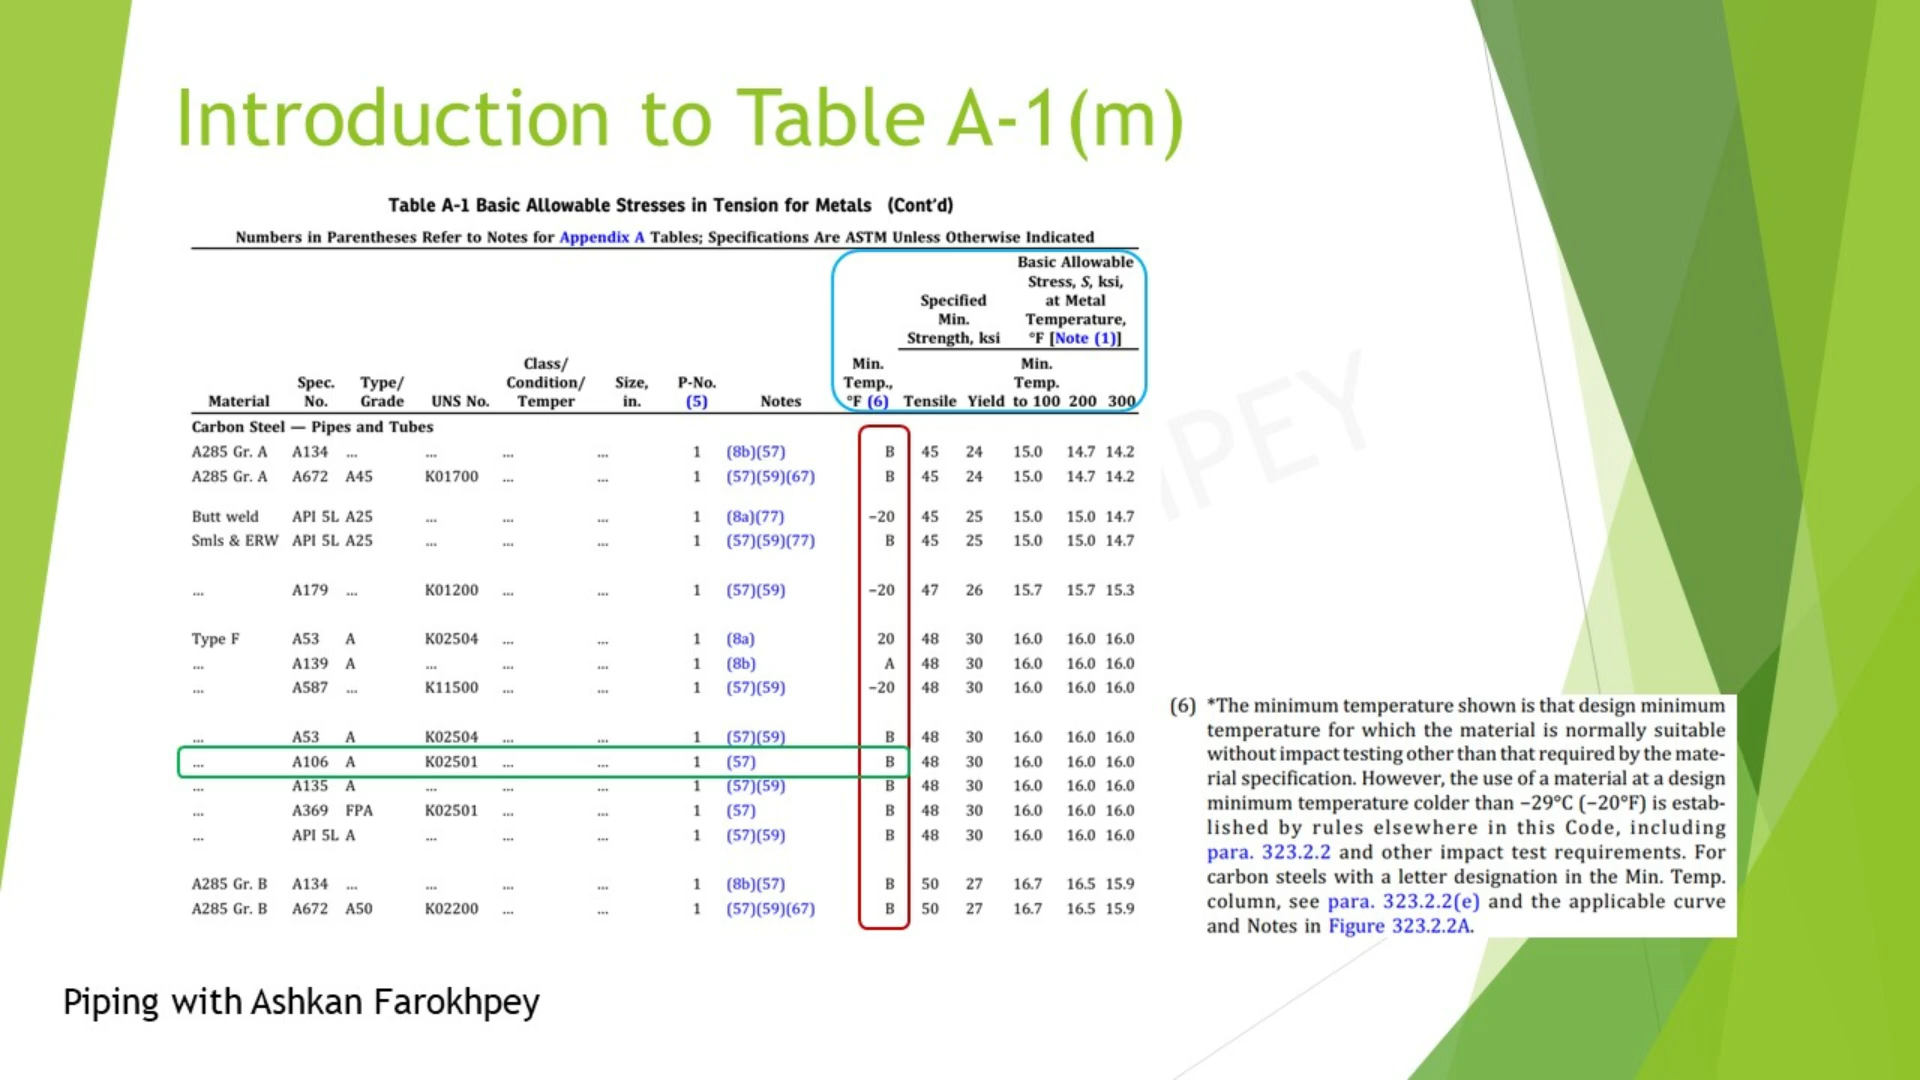 Introduction to Table A-1(m)
Table A-1 Basic Allowable Stresses in Tension for Metals (Cont'd)
Numbers in Parentheses Refer to Notes for Appendix A Tables; Specifications Are ASTM Unless Otherwise Indicated
Basic Allowable
Stress, S, ksi,
Specified at Metal
Min. Temperature,
Strength, ksi °F [Note (1)]
Class/ Min. Min.
Spec. Type/ Condition/ Size, P-No. Temp., Temp.
Material No. Grade UNS No. Temper in. (5) Notes °F (6) Tensile Yield to 100 200 300
Carbon Steel — Pipes and Tubes
A285 Gr. A A134 ... ... ... ... 1 (8b)(57) B 45 24 15.0 14.7 14.2
A285 Gr. A A672 A45 K01700 ... ... 1 (57)(59)(67) B 45 24 15.0 14.7 14.2
Butt weld API 5L A25 ... ... ... 1 (8a)(77) −20 45 25 15.0 15.0 14.7
Smls & ERW API 5L A25 ... ... ... 1 (57)(59)(77) B 45 25 15.0 15.0 14.7
... A179 ... K01200 ... ... 1 (57)(59) −20 47 26 15.7 15.7 15.3
Type F A53 A K02504 ... ... 1 (8a) 20 48 30 16.0 16.0 16.0
... A139 A ... ... ... 1 (8b) A 48 30 16.0 16.0 16.0
... A587 ... K11500 ... ... 1 (57)(59) −20 48 30 16.0 16.0 16.0
... A53 A K02504 ... ... 1 (57)(59) B 48 30 16.0 16.0 16.0
... A106 A K02501 ... ... 1 (57) B 48 30 16.0 16.0 16.0
... A135 A ... ... ... 1 (57)(59) B 48 30 16.0 16.0 16.0
... A369 FPA K02501 ... ... 1 (57) B 48 30 16.0 16.0 16.0
... API 5L A ... ... ... 1 (57)(59) B 48 30 16.0 16.0 16.0
A285 Gr. B A134 ... ... ... ... 1 (8b)(57) B 50 27 16.7 16.5 15.9
A285 Gr. B A672 A50 K02200 ... ... 1 (57)(59)(67) B 50 27 16.7 16.5 15.9
(6) *The minimum temperature shown is that design minimum
temperature for which the material is normally suitable
without impact testing other than that required by the mate-
rial specification. However, the use of a material at a design
minimum temperature colder than −29°C (−20°F) is estab-
lished by rules elsewhere in this Code, including
para. 323.2.2 and other impact test requirements. For
carbon steels with a letter designation in the Min. Temp.
column, see para. 323.2.2(e) and the applicable curve
and Notes in Figure 323.2.2A.
Piping with Ashkan Farokhpey